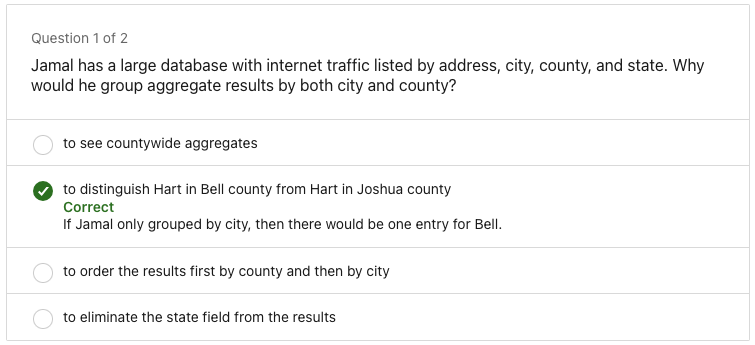 Question 1 of 2
Jamal has a large database with internet traffic listed by address, city, county, and state. Why
would he group aggregate results by both city and county?
to see countywide aggregates
to distinguish Hart in Bell county from Hart in Joshua county
Correct
If Jamal only grouped by city, then there would be one entry for Bell.
to order the results first by county and then by city
to eliminate the state field from the results